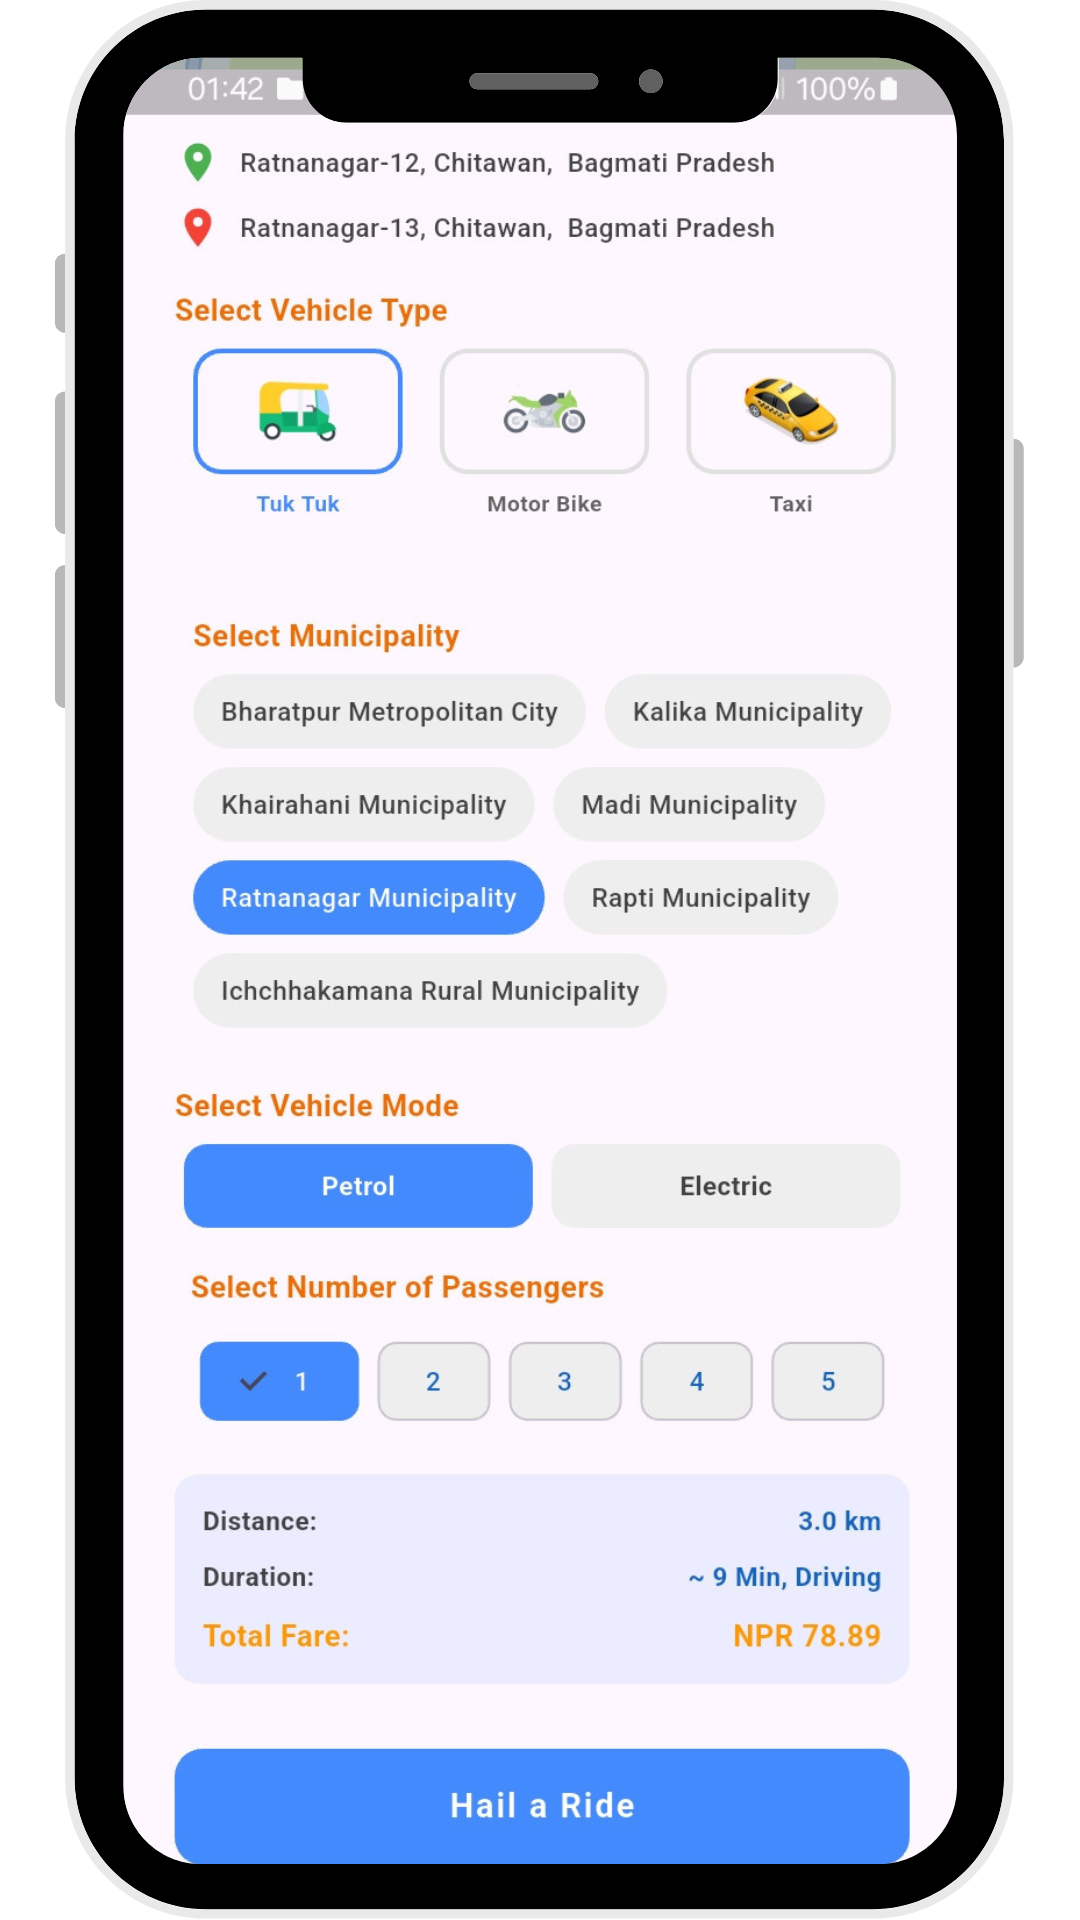 01:42 100%
Ratnanagar-12, Chitawan,  Bagmati Pradesh
Ratnanagar-13, Chitawan,  Bagmati Pradesh
Select Vehicle Type
Tuk Tuk Motor Bike Taxi
Select Municipality
Bharatpur Metropolitan City Kalika Municipality
Khairahani Municipality Madi Municipality
Ratnanagar Municipality Rapti Municipality
Ichchhakamana Rural Municipality
Select Vehicle Mode
Petrol Electric
Select Number of Passengers
1 2 3 4 5
Distance: 3.0 km
Duration: ~ 9 Min, Driving
Total Fare: NPR 78.89
Hail a Ride